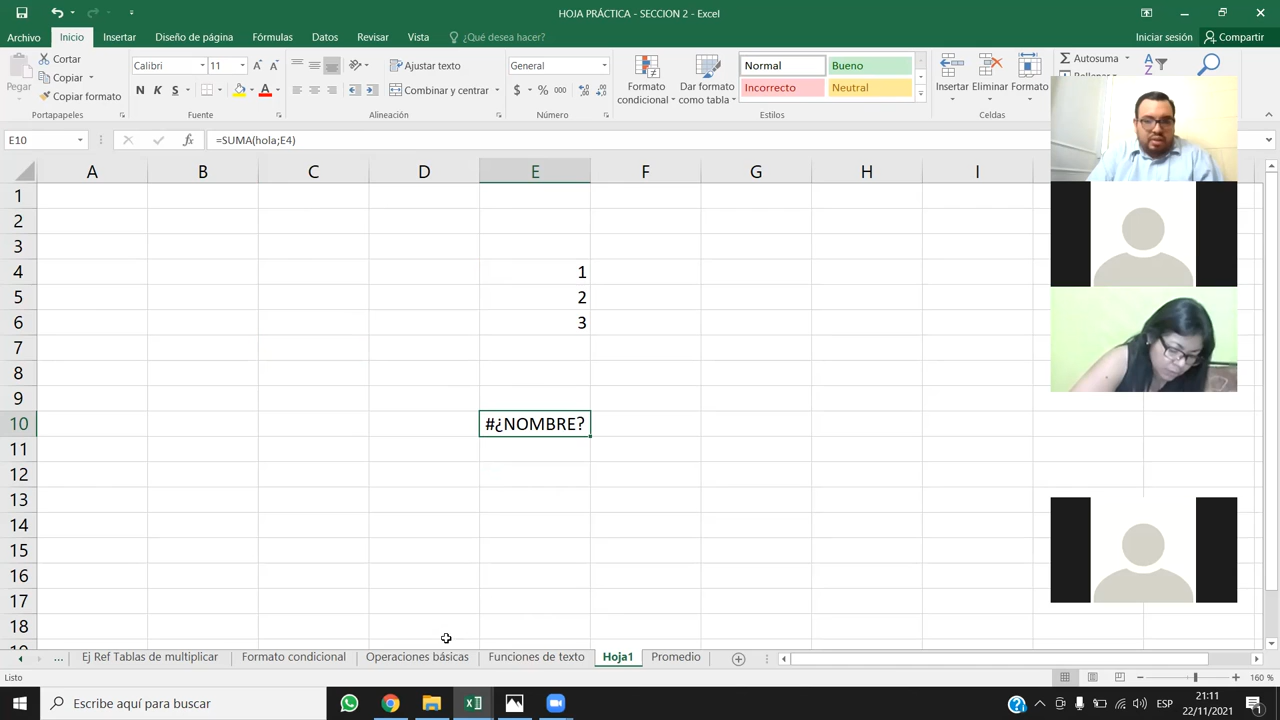 HOJA PRÁCTICA - SECCION 2 - Excel
Archivo Inicio Insertar Diseño de página Fórmulas Datos Revisar Vista ¿Qué desea hacer? Iniciar sesión Compartir
Pegar
Cortar
Copiar
Copiar formato
Portapapeles
Calibri 11
N K S
Fuente
Ajustar texto
Combinar y centrar
Alineación
General
$ % 000
Número
Formato condicional
Dar formato como tabla
Normal Bueno
Incorrecto Neutral
Estilos
Insertar Eliminar Formato
Celdas
Autosuma
E10 fx =SUMA(hola;E4)
A B C D E F G H I
1
2
3
4 1
5 2
6 3
7
8
9
10 #¿NOMBRE?
11
12
13
14
15
16
17
18
... Ej Ref Tablas de multiplicar Formato condicional Operaciones básicas Funciones de texto Hoja1 Promedio
Listo 160 %
Escribe aquí para buscar
ESP
21:11
22/11/2021